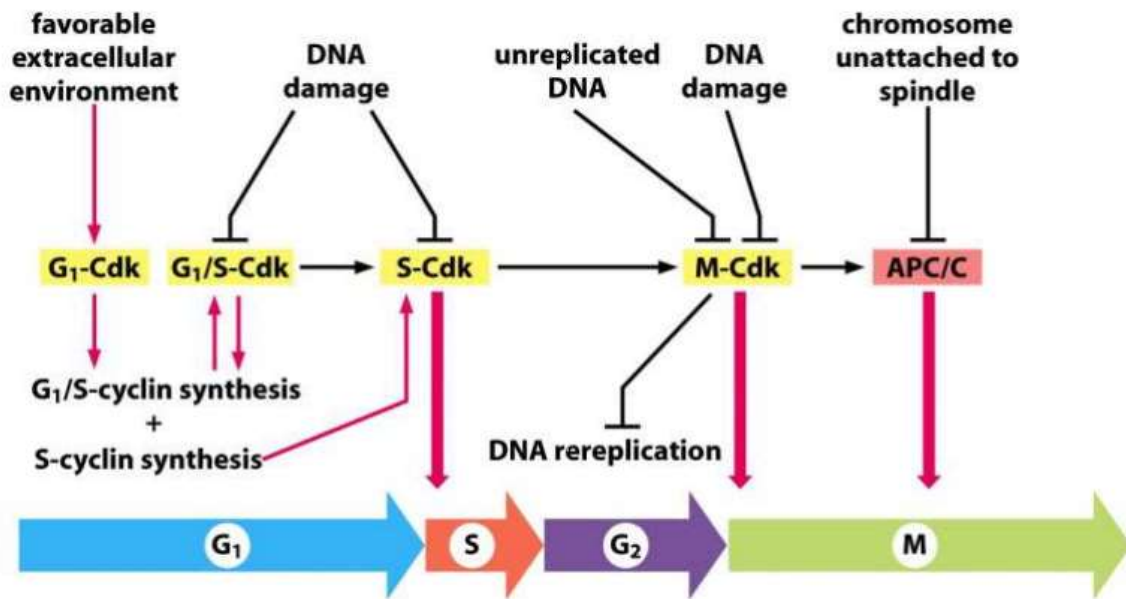 favorable
extracellular
environment
DNA
damage
unreplicated
DNA
DNA
damage
chromosome
unattached to
spindle
G₁-Cdk
G₁/S-Cdk
S-Cdk
M-Cdk
APC/C
G₁/S-cyclin synthesis
+
S-cyclin synthesis
DNA rereplication
G₁
S
G₂
M